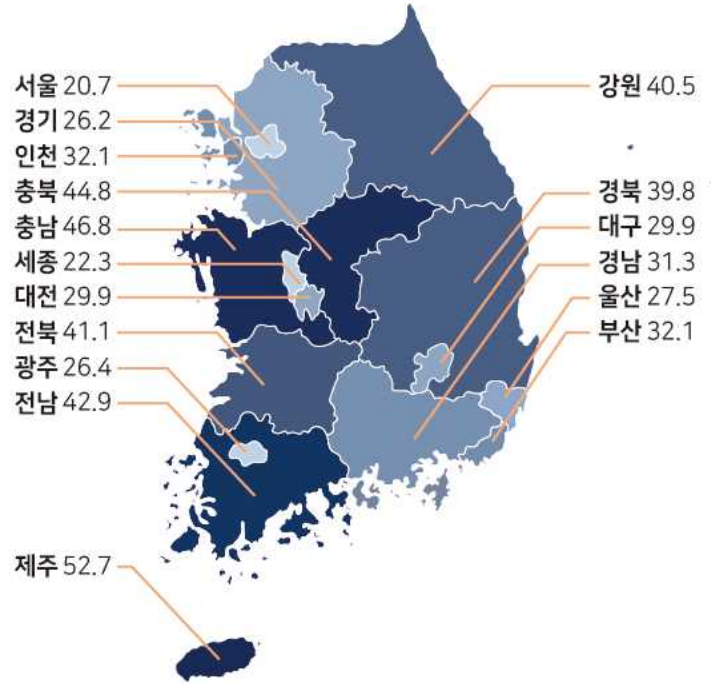 서울 20.7
경기 26.2
인천 32.1
충북 44.8
충남 46.8
세종 22.3
대전 29.9
전북 41.1
광주 26.4
전남 42.9
제주 52.7
강원 40.5
경북 39.8
대구 29.9
경남 31.3
울산 27.5
부산 32.1